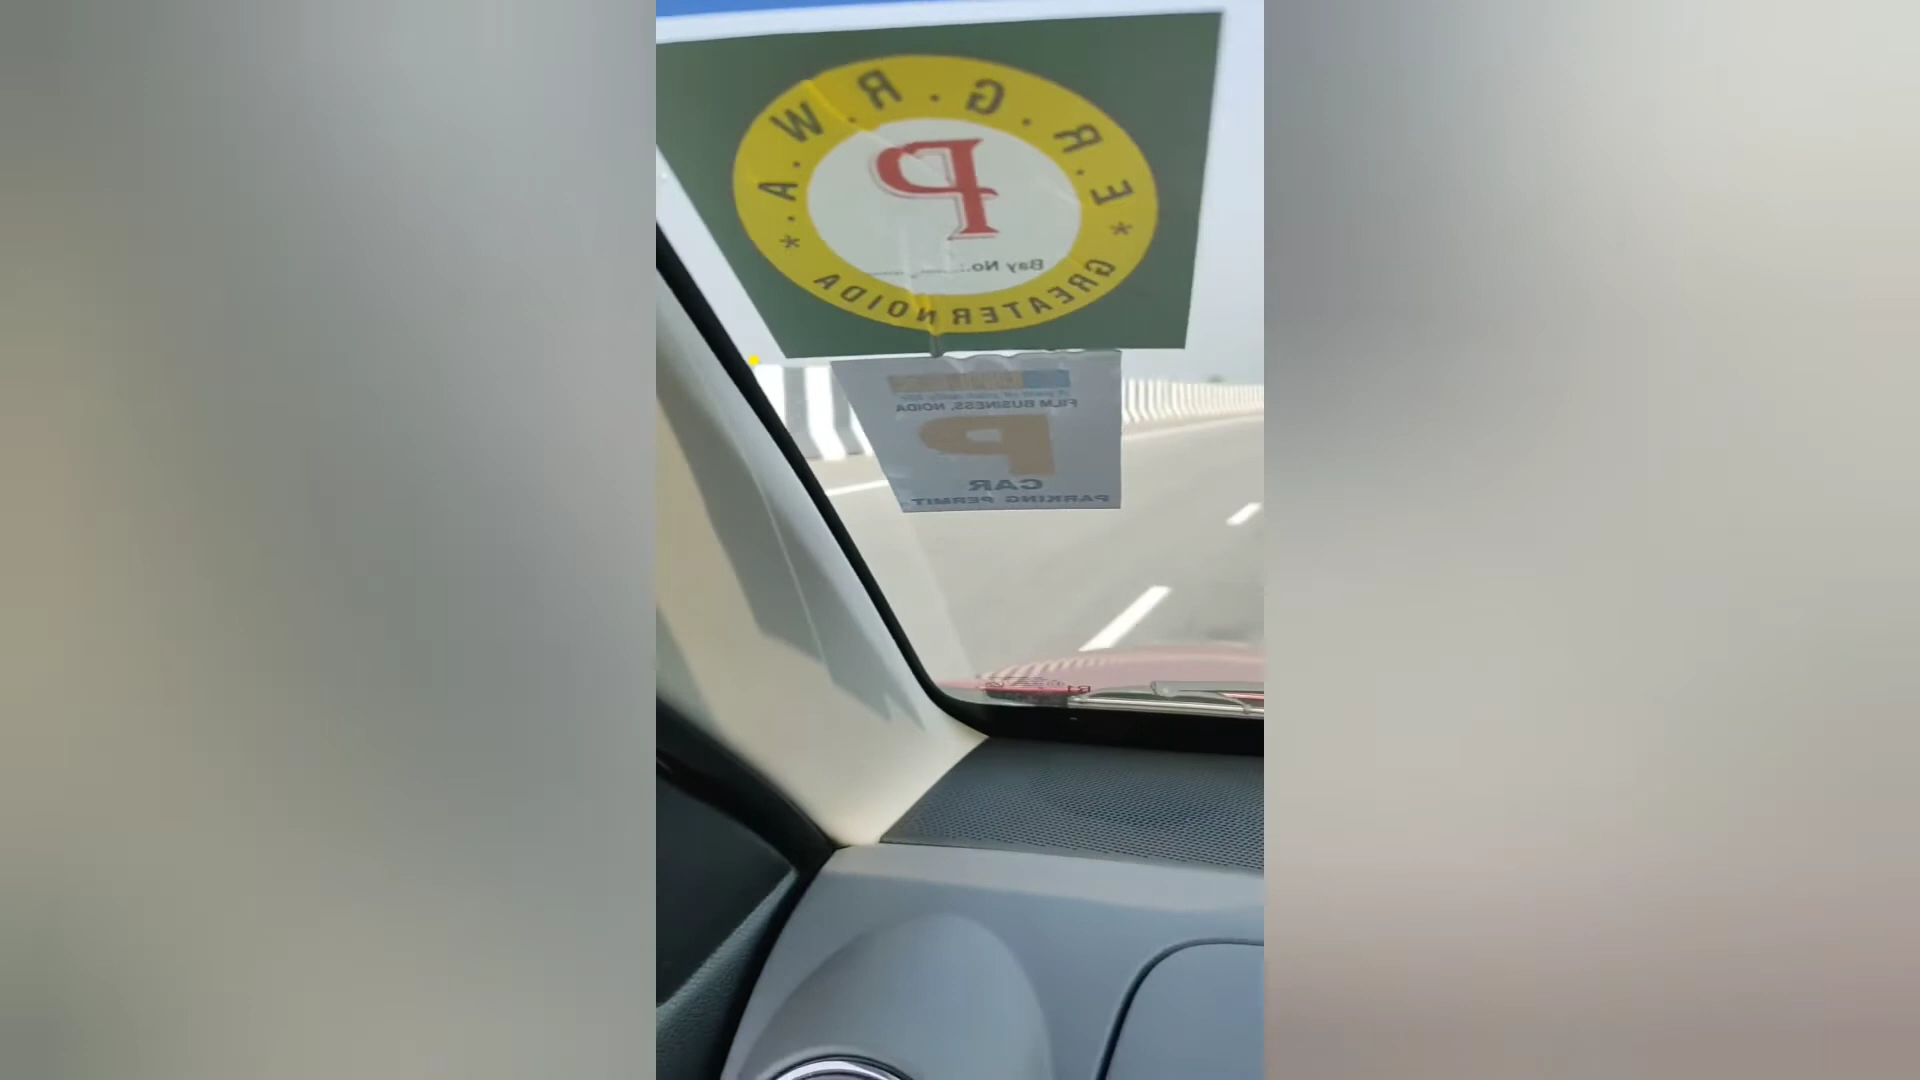 E.R.G.R.W.A.
P
Bay No.:
* GREATER NOIDA *
FILM BUSINESS, NOIDA
P
CAR
PARKING PERMIT